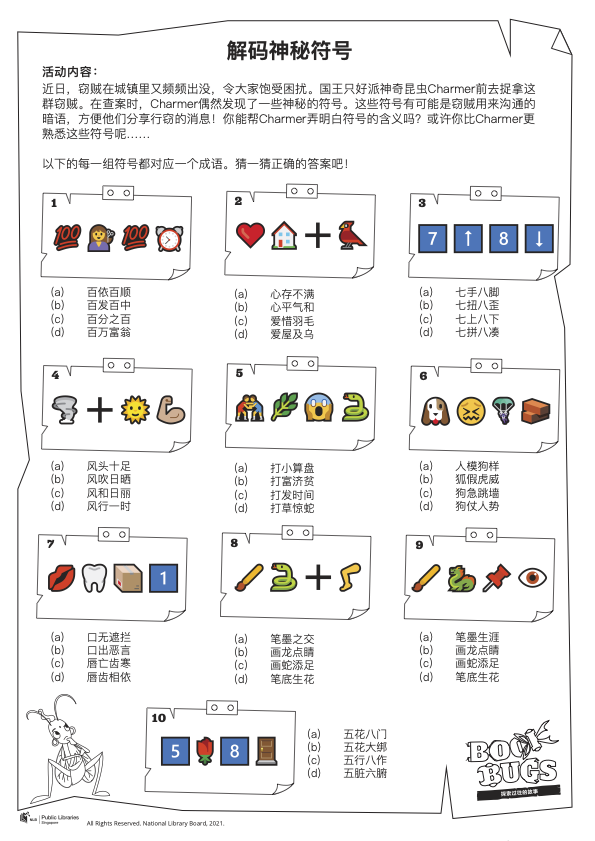 解码神秘符号
活动内容：
近日，窃贼在城镇里又频频出没，令大家饱受困扰。国王只好派神奇昆虫Charmer前去捉拿这
群窃贼。在查案时，Charmer偶然发现了一些神秘的符号。这些符号有可能是窃贼用来沟通的
暗语，方便他们分享行窃的消息！你能帮Charmer弄明白符号的含义吗？或许你比Charmer更
熟悉这些符号呢……
以下的每一组符号都对应一个成语。猜一猜正确的答案吧！
1
100 100
(a) 百依百顺
(b) 百发百中
(c) 百分之百
(d) 百万富翁
2
+
(a) 心存不满
(b) 心平气和
(c) 爱惜羽毛
(d) 爱屋及乌
3
7 ↑ 8 ↓
(a) 七手八脚
(b) 七扭八歪
(c) 七上八下
(d) 七拼八凑
4
+
(a) 风头十足
(b) 风吹日晒
(c) 风和日丽
(d) 风行一时
5
(a) 打小算盘
(b) 打富济贫
(c) 打发时间
(d) 打草惊蛇
6
(a) 人模狗样
(b) 狐假虎威
(c) 狗急跳墙
(d) 狗仗人势
7
1
(a) 口无遮拦
(b) 口出恶言
(c) 唇亡齿寒
(d) 唇齿相依
8
+
(a) 笔墨之交
(b) 画龙点睛
(c) 画蛇添足
(d) 笔底生花
9
(a) 笔墨生涯
(b) 画龙点睛
(c) 画蛇添足
(d) 笔底生花
10
5 8
(a) 五花八门
(b) 五花大绑
(c) 五行八作
(d) 五脏六腑
BOOK
BUGS
探索过往的故事
NLB Public Libraries
Singapore
All Rights Reserved. National Library Board, 2021.